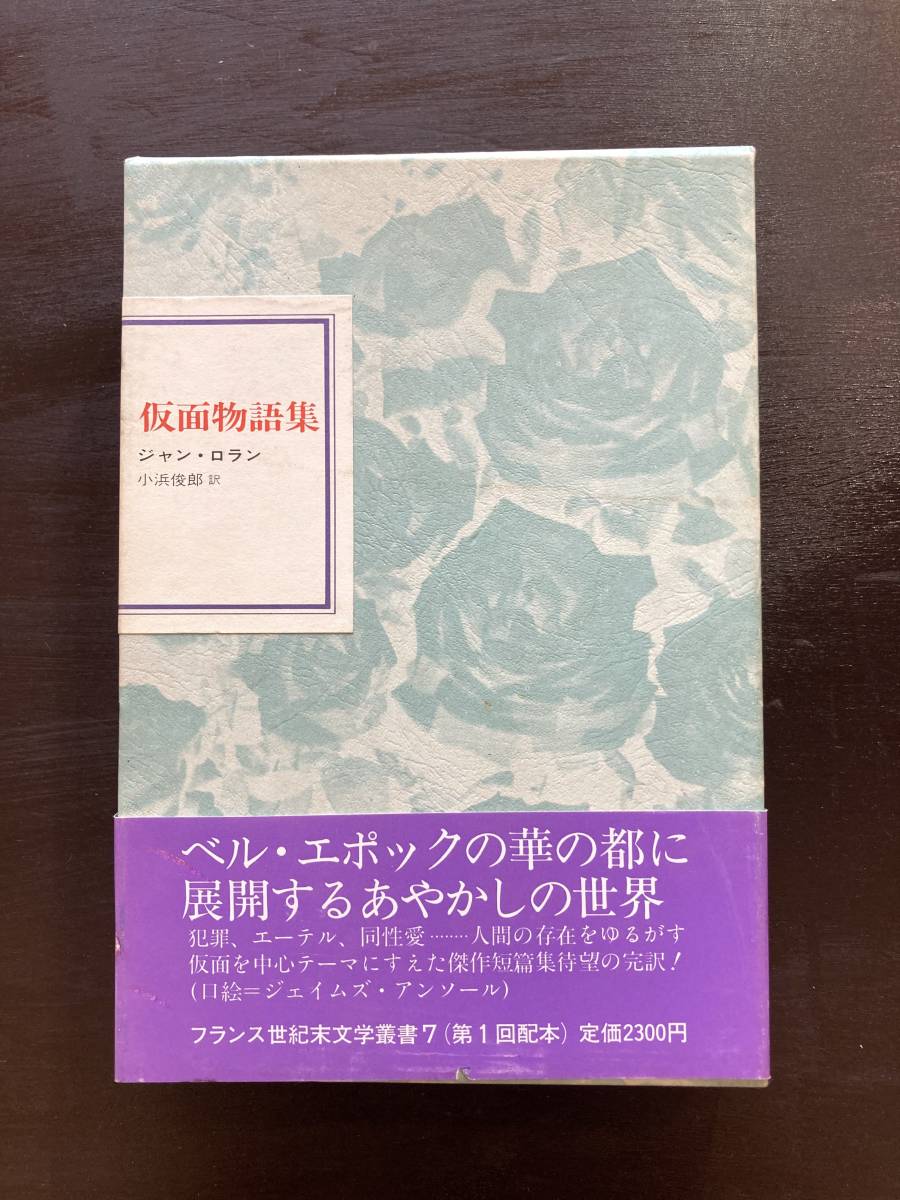 仮面物語集
ジャン・ロラン
小浜俊郎 訳
ベル・エポックの華の都に
展開するあやかしの世界
犯罪、エーテル、同性愛………人間の存在をゆるがす
仮面を中心テーマにすえた傑作短篇集待望の完訳！
(口絵=ジェイムズ・アンソール)
フランス世紀末文学叢書7(第1回配本) 定価2300円